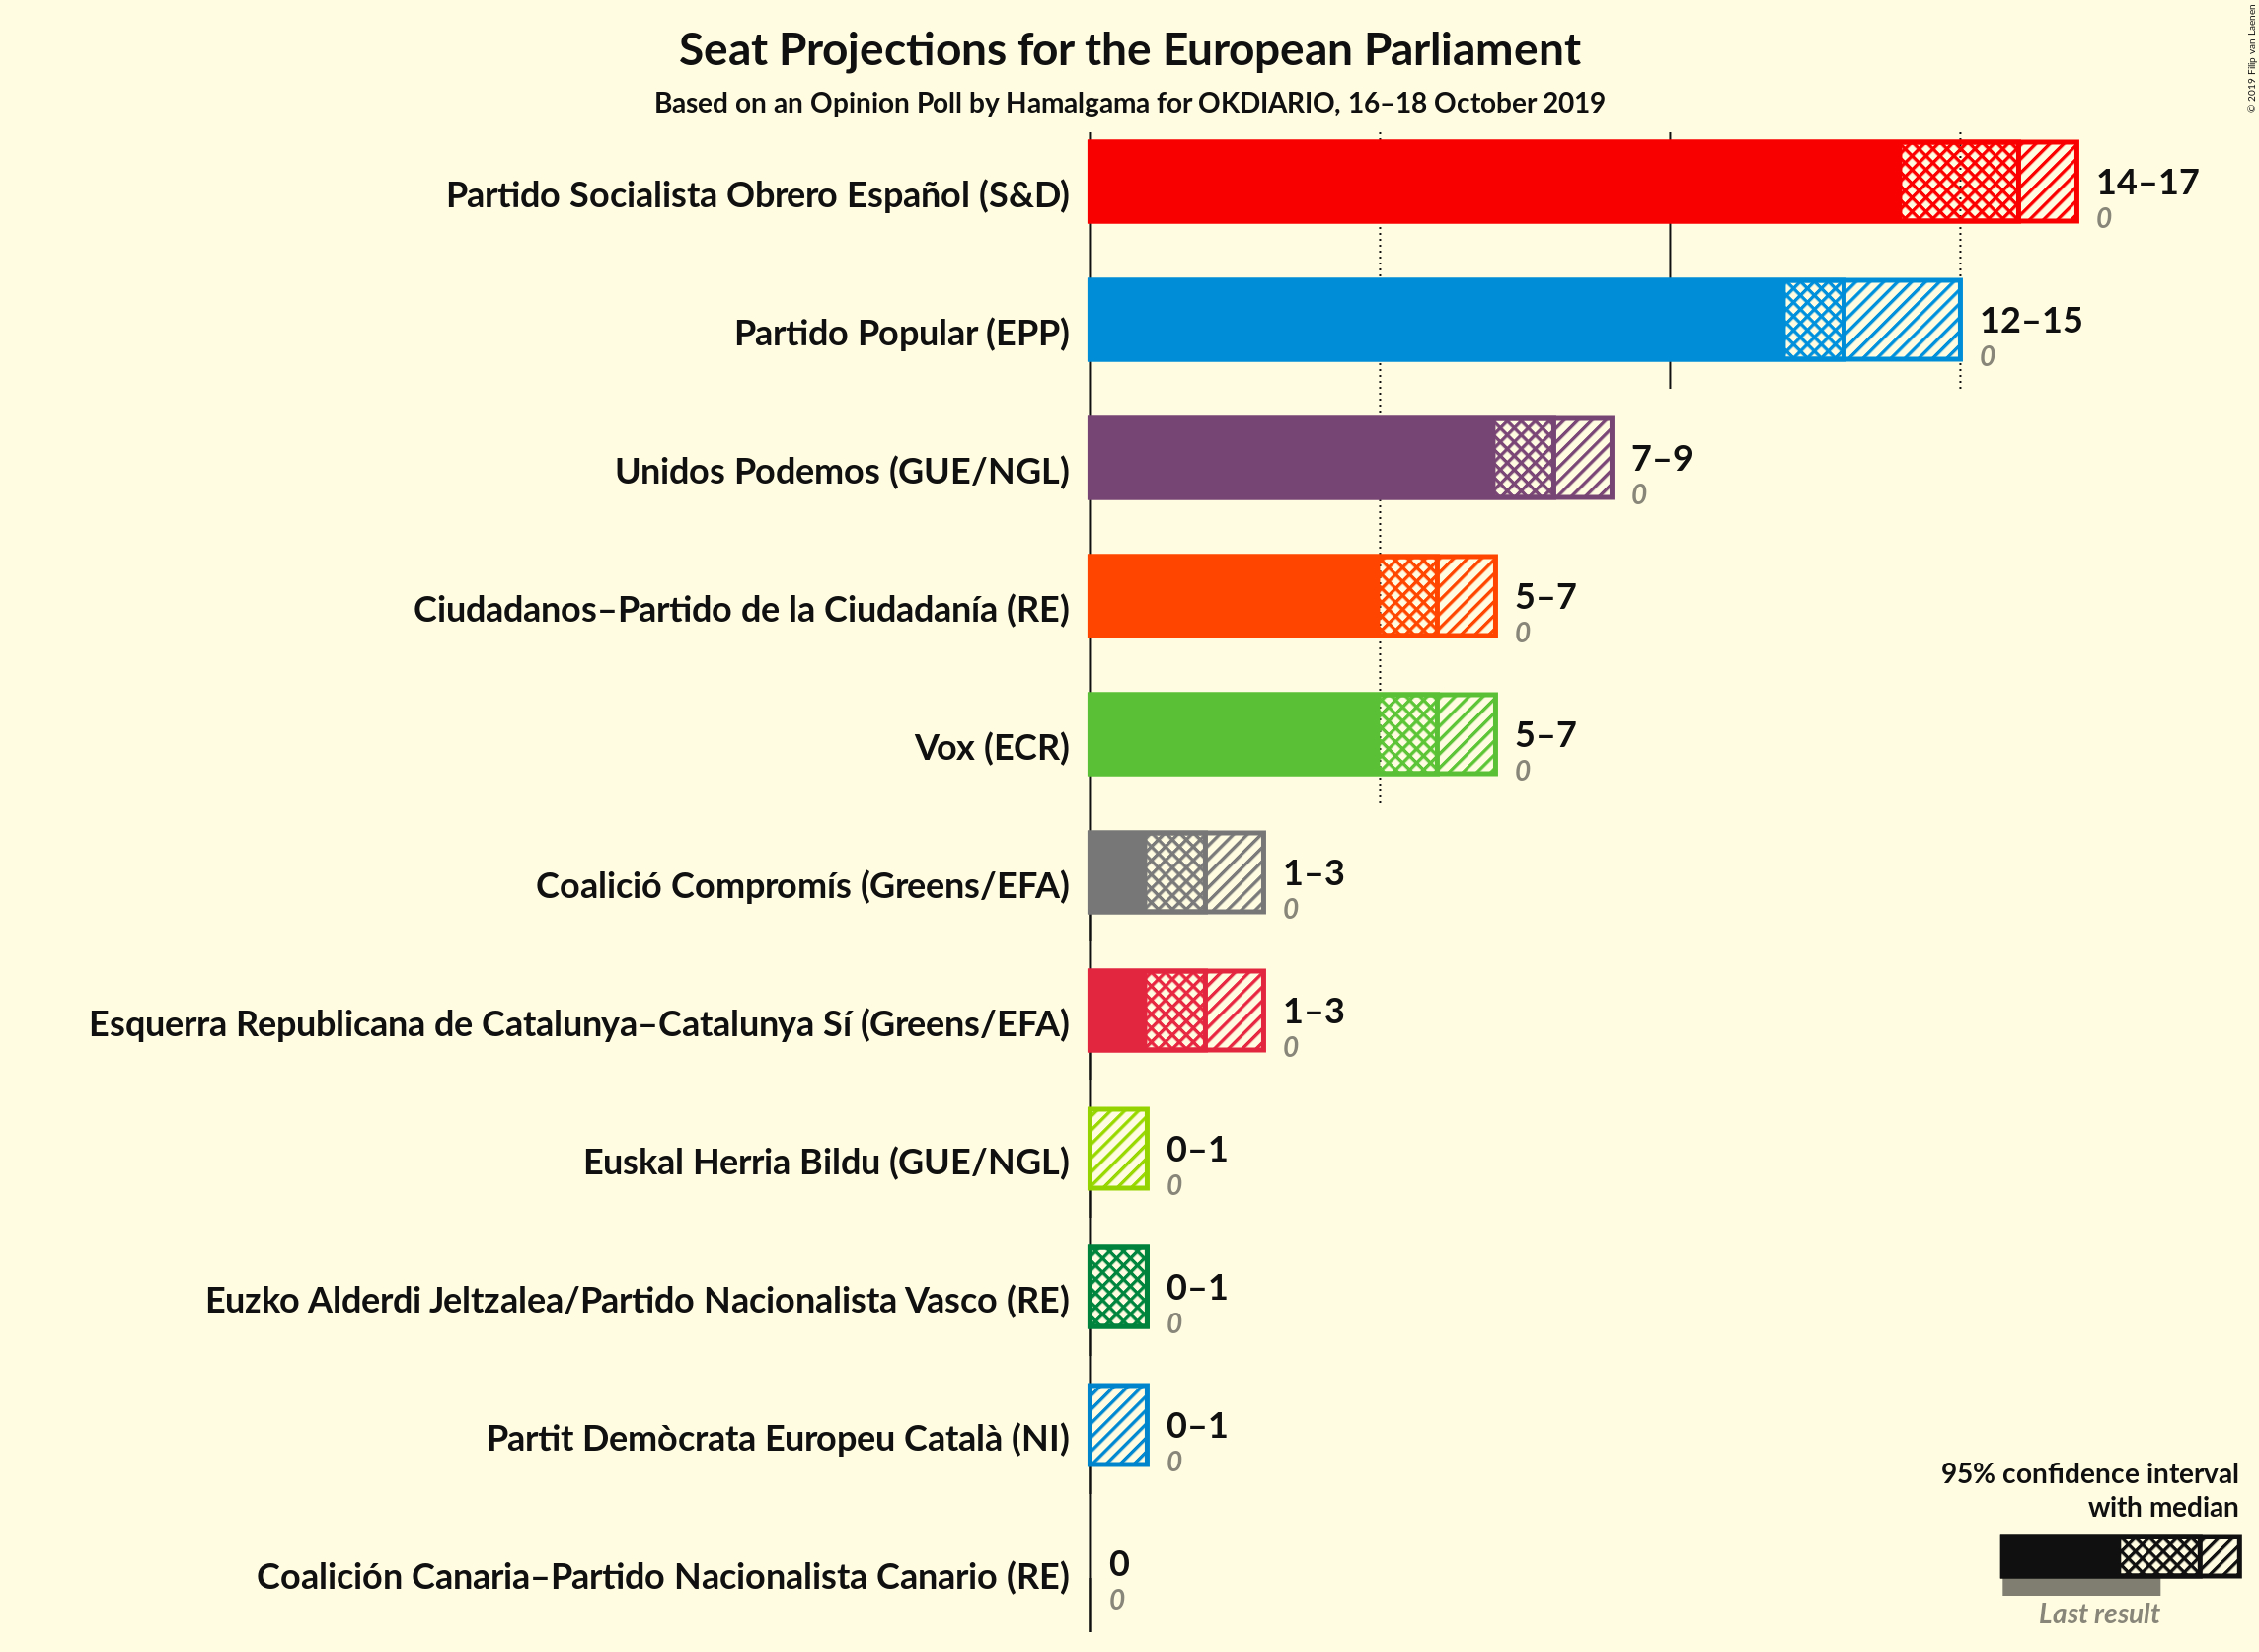 Seat Projections for the European Parliament
Based on an Opinion Poll by Hamalgama for OKDIARIO, 16–18 October 2019
© 2019 Filip van Laenen
Partido Socialista Obrero Español (S&D)
14–17
0
Partido Popular (EPP)
12–15
0
Unidos Podemos (GUE/NGL)
7–9
0
Ciudadanos–Partido de la Ciudadanía (RE)
5–7
0
Vox (ECR)
5–7
0
Coalició Compromís (Greens/EFA)
1–3
0
Esquerra Republicana de Catalunya–Catalunya Sí (Greens/EFA)
1–3
0
Euskal Herria Bildu (GUE/NGL)
0–1
0
Euzko Alderdi Jeltzalea/Partido Nacionalista Vasco (RE)
0–1
0
Partit Demòcrata Europeu Català (NI)
0–1
0
Coalición Canaria–Partido Nacionalista Canario (RE)
0
0
95% confidence interval
with median
Last result